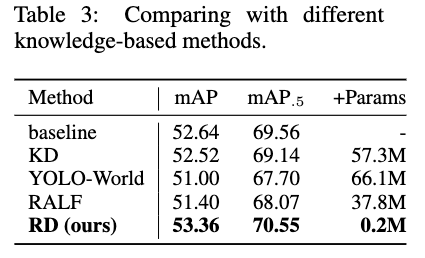 Table 3: Comparing with different
knowledge-based methods.
Method mAP mAP.5 +Params
baseline 52.64 69.56 -
KD 52.52 69.14 57.3M
YOLO-World 51.00 67.70 66.1M
RALF 51.40 68.07 37.8M
RD (ours) 53.36 70.55 0.2M